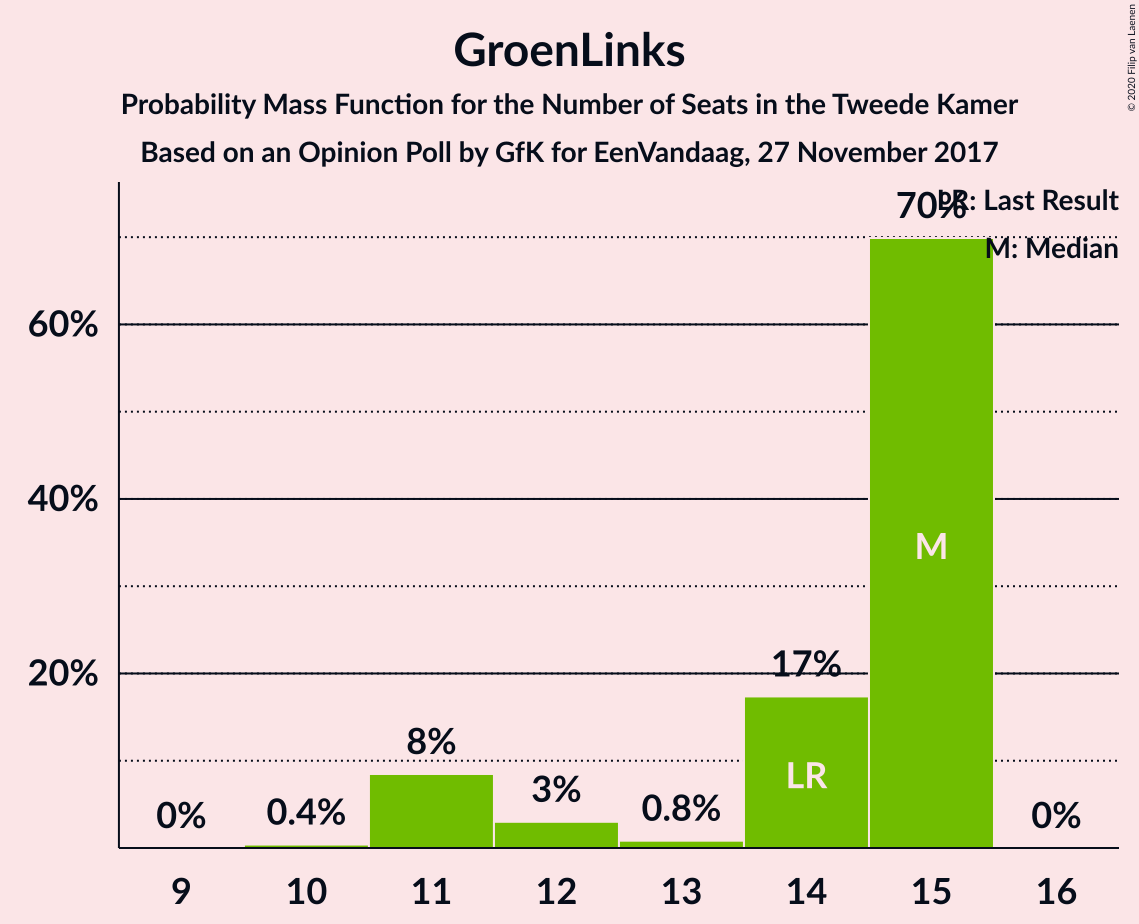 GroenLinks
Probability Mass Function for the Number of Seats in the Tweede Kamer
Based on an Opinion Poll by GfK for EenVandaag, 27 November 2017
© 2020 Filip van Laenen
LR: Last Result
M: Median
70%
60%
40%
20%
M
17%
LR
8%
3%
0.8%
0.4%
0%
0%
9 10 11 12 13 14 15 16